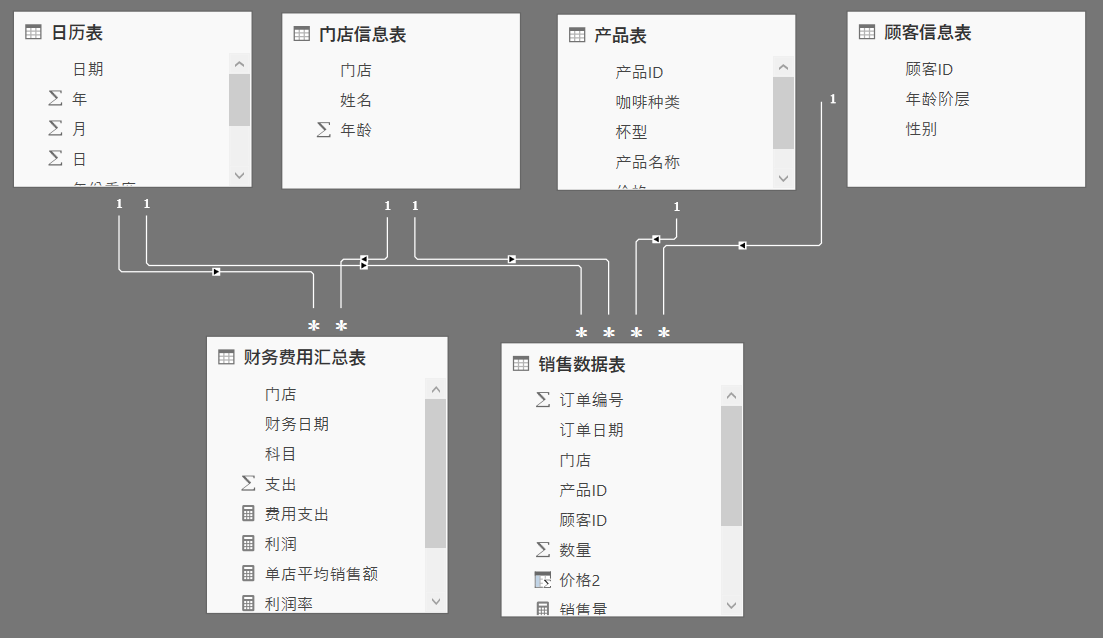 日历表
日期
年
月
日
年份季度
门店信息表
门店
姓名
年龄
产品表
产品ID
咖啡种类
杯型
产品名称
价格
顾客信息表
顾客ID
年龄阶层
性别
1
1
1
1
1
1
*
*
*
*
*
*
财务费用汇总表
门店
财务日期
科目
支出
费用支出
利润
单店平均销售额
利润率
销售数据表
订单编号
订单日期
门店
产品ID
顾客ID
数量
价格2
销售量